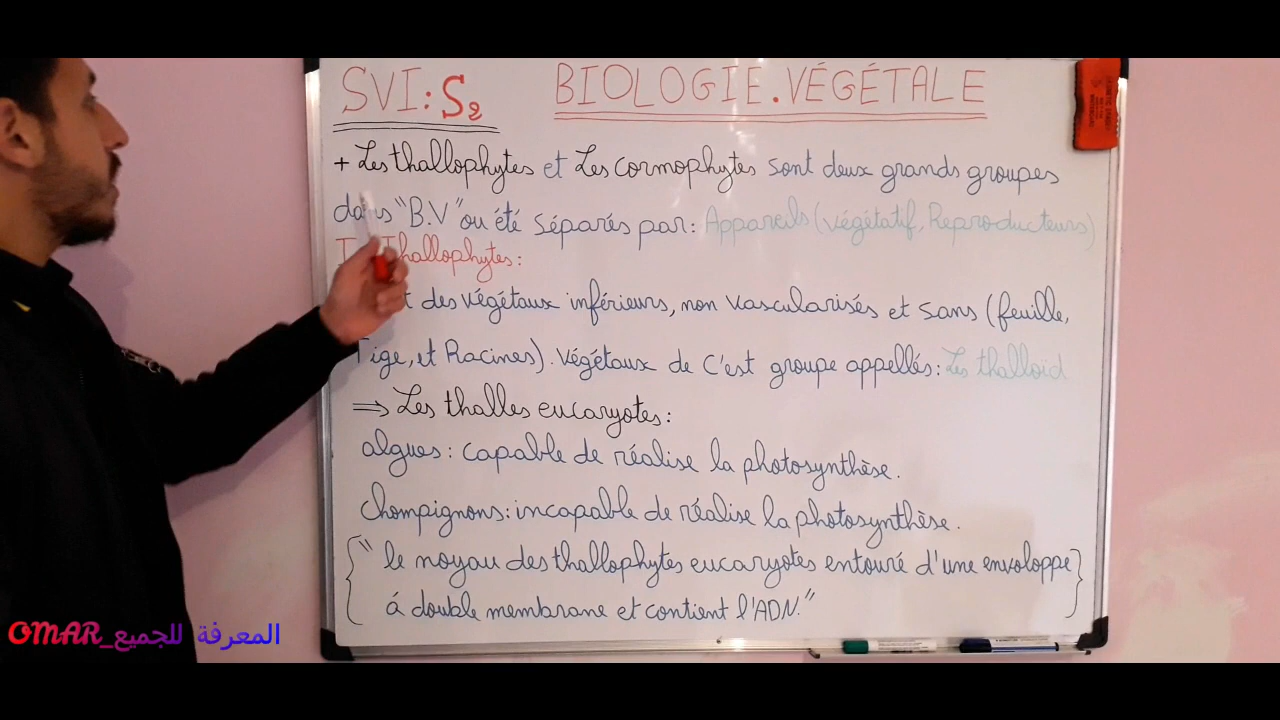 SVI: S2 BIOLOGIE.VÉGÉTALE
+ Les thallophytes et Les cormophytes sont deux grands groupes
dans "B.V" ou été séparés par: Appareils (végétatif, Reproducteurs)
Thallophytes:
des végétaux inférieurs, non vascularisés et sans (feuille,
Tige, et Racines). végétaux de c'est groupe appellés: Les thalloid
⇒ Les thalles eucaryotes:
algues: capable de réalise la photosynthèse.
Chompignons: incapable de réalise la photosynthèse.
{" le noyau des thallophytes eucaryotes entouré d'une enveloppe
á double membrane et contient l'ADN." }
OMAR_المعرفة للجميع